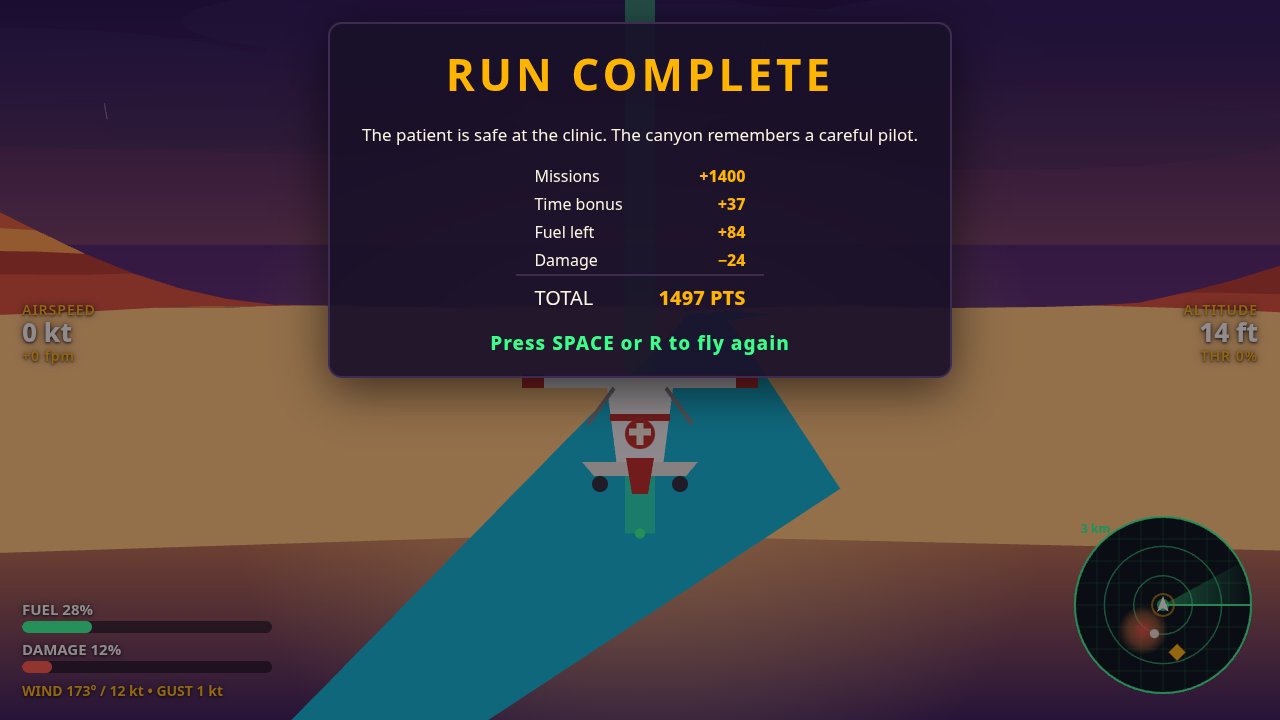 RUN COMPLETE
The patient is safe at the clinic. The canyon remembers a careful pilot.
Missions +1400
Time bonus +37
Fuel left +84
Damage −24
TOTAL 1497 PTS
Press SPACE or R to fly again
AIRSPEED
0 kt
+0 fpm
ALTITUDE
14 ft
THR 0%
3 km
FUEL 28%
DAMAGE 12%
WIND 173° / 12 kt • GUST 1 kt